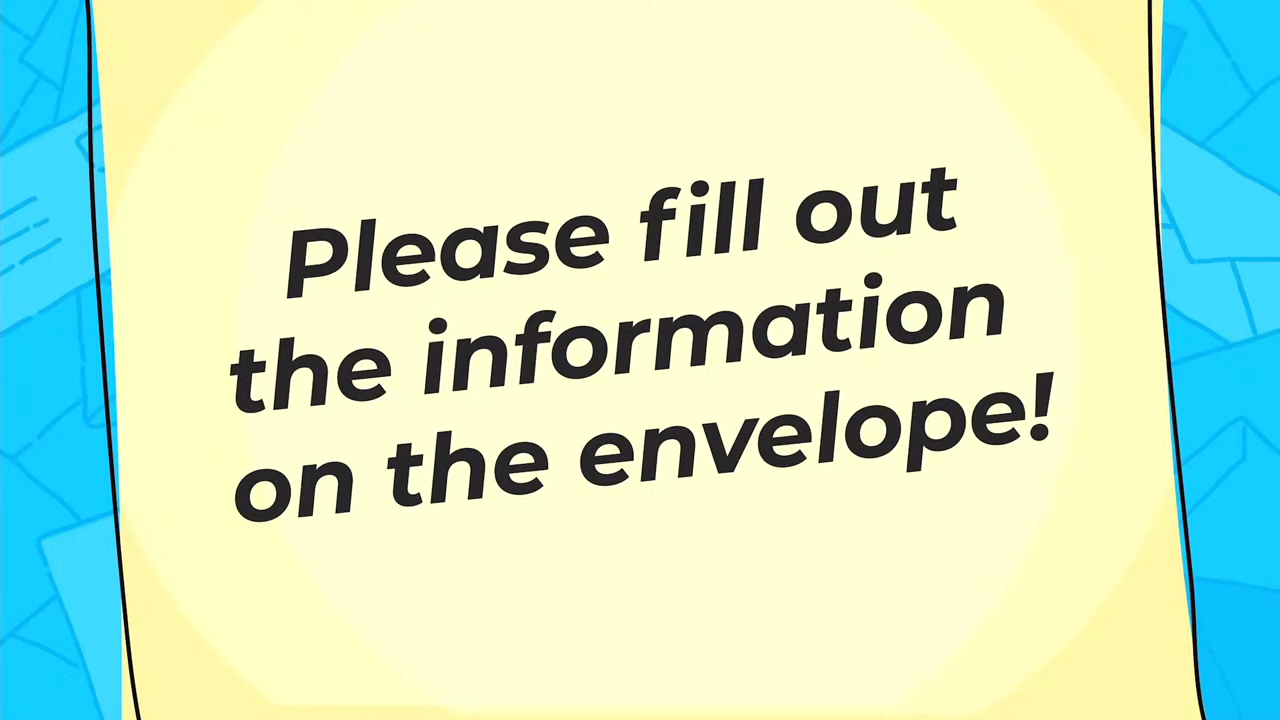 Please fill out
the information
on the envelope!